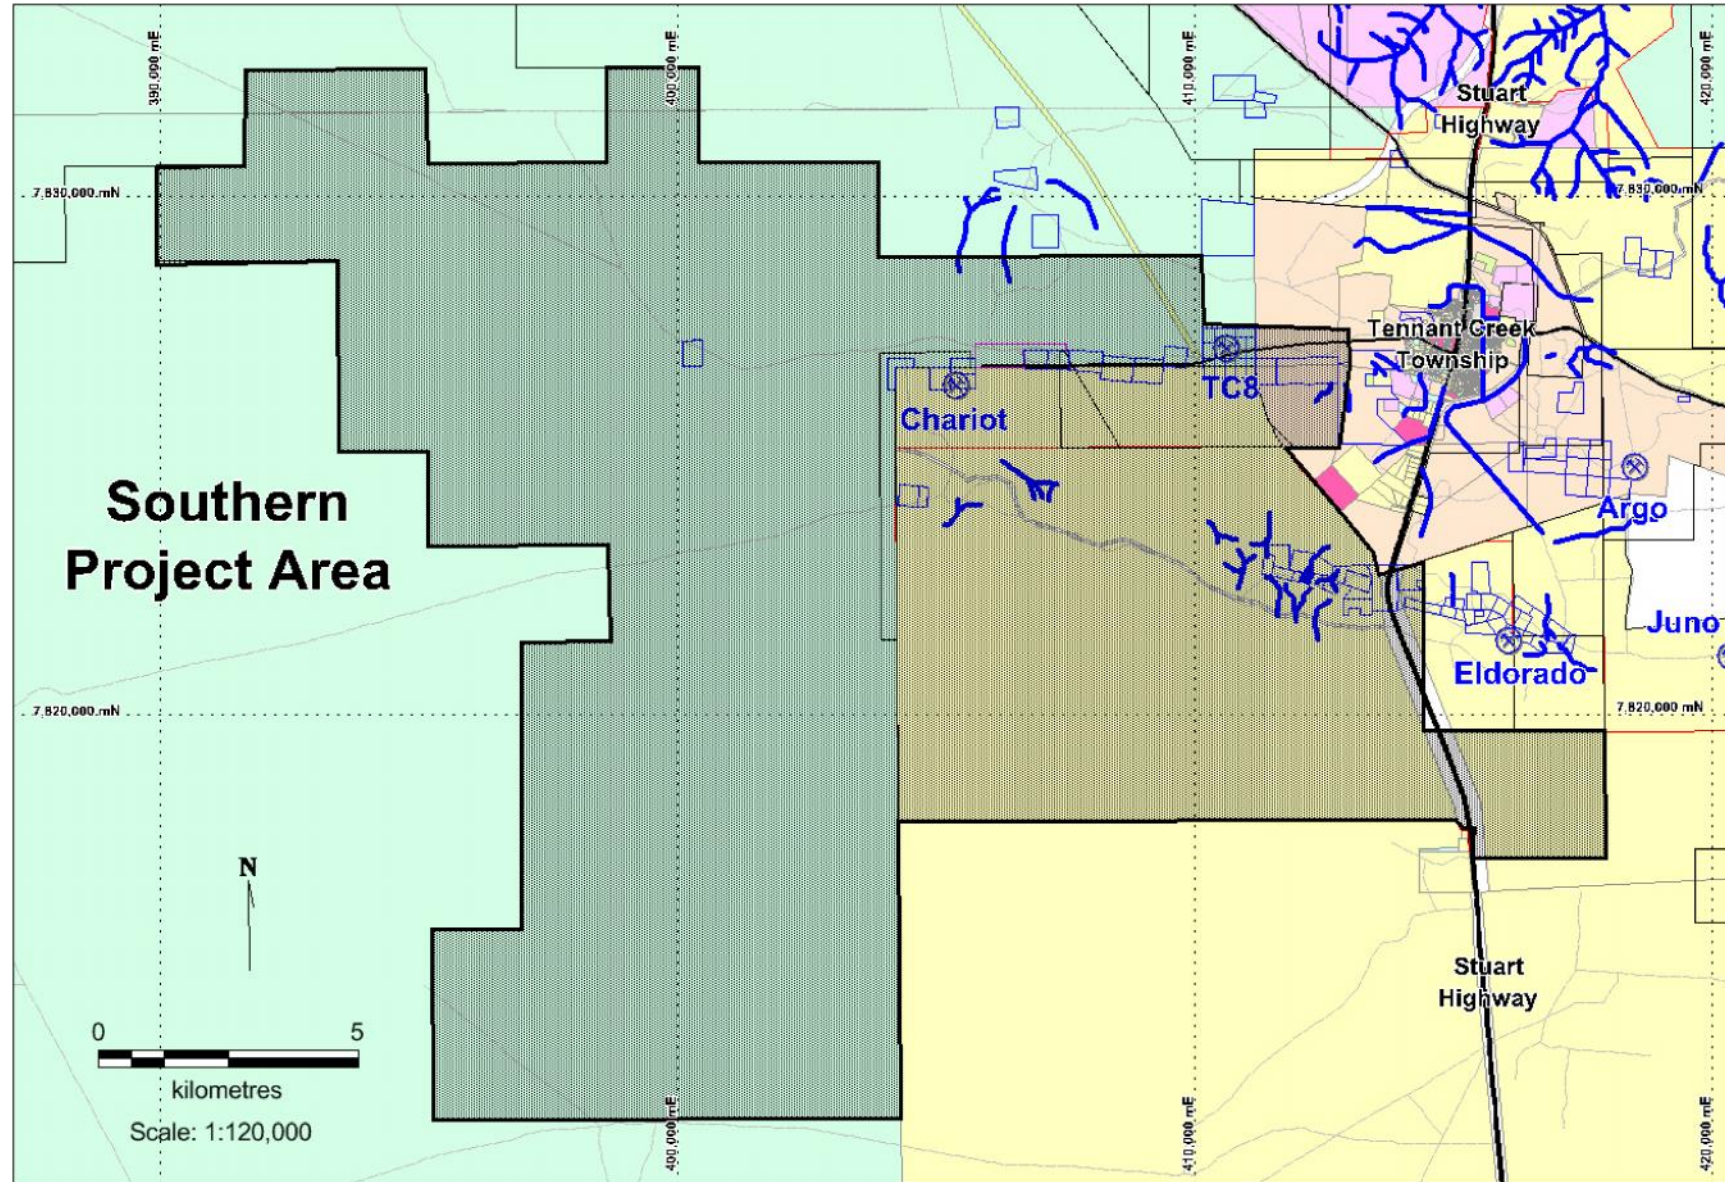 390,000 mE
400,000 mE
410,000 mE
420,000 mE
Stuart
Highway
7,830,000 mN
7,830,000 mN
Tennant Creek
Township
TC8
Chariot
Southern
Project Area
Argo
Juno
Eldorado
7,820,000 mN
7,820,000 mN
N
Stuart
Highway
0 5
kilometres
Scale: 1:120,000
400,000 mE
410,000 mE
420,000 mE